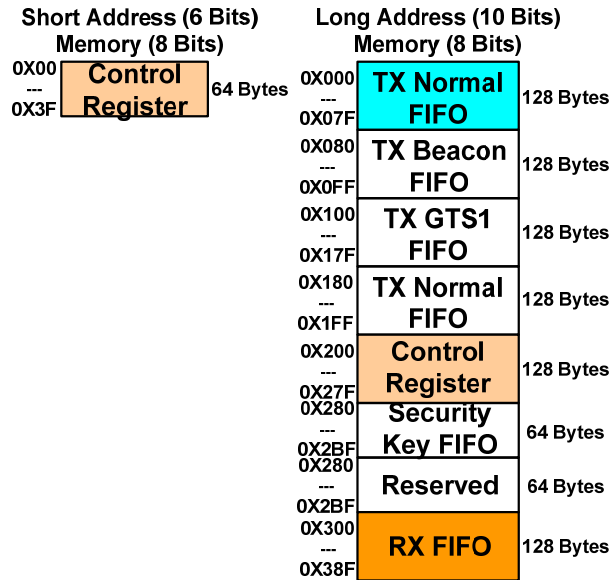 Short Address (6 Bits)
Memory (8 Bits)
0X00
---
0X3F
Control
Register
64 Bytes
Long Address (10 Bits)
Memory (8 Bits)
0X000
---
0X07F
TX Normal
FIFO
128 Bytes
0X080
---
0X0FF
TX Beacon
FIFO
128 Bytes
0X100
---
0X17F
TX GTS1
FIFO
128 Bytes
0X180
---
0X1FF
TX Normal
FIFO
128 Bytes
0X200
---
0X27F
Control
Register
128 Bytes
0X280
---
0X2BF
Security
Key FIFO
64 Bytes
0X280
---
0X2BF
Reserved
64 Bytes
0X300
---
0X38F
RX FIFO
128 Bytes